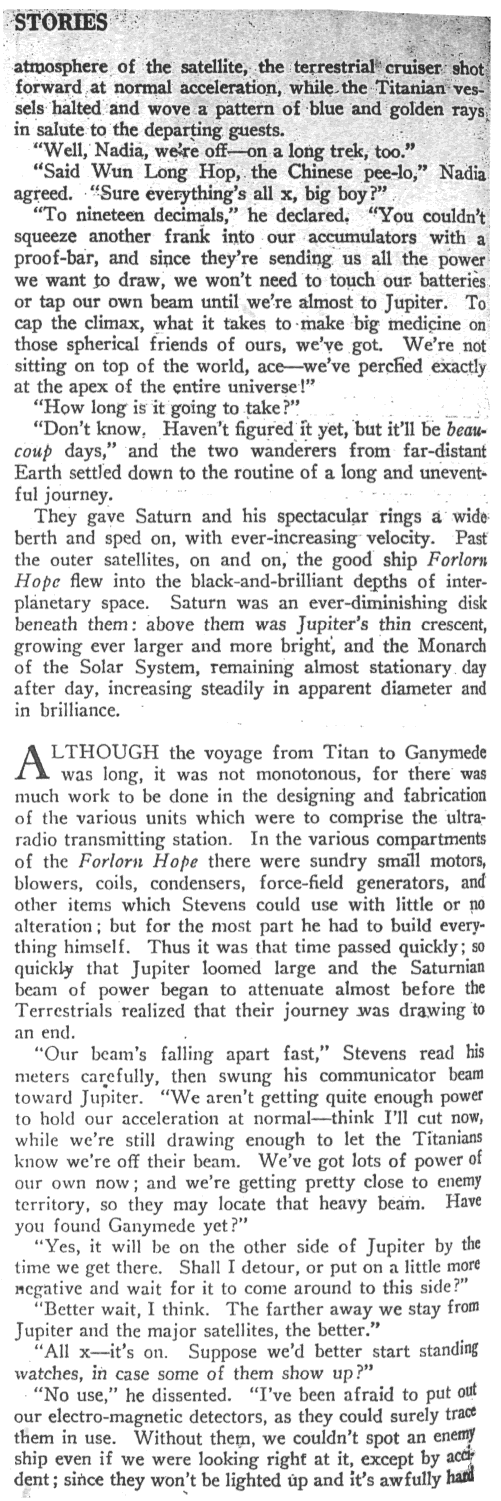 STORIES
atmosphere of the satellite, the terrestrial cruiser shot
forward at normal acceleration, while the Titanian ves-
sels halted and wove a pattern of blue and golden rays
in salute to the departing guests.
"Well, Nadia, we're off—on a long trek, too."
"Said Wun Long Hop, the Chinese pee-lo," Nadia
agreed. "Sure everything's all x, big boy?"
"To nineteen decimals," he declared. "You couldn't
squeeze another frank into our accumulators with a
proof-bar, and since they're sending us all the power
we want to draw, we won't need to touch our batteries
or tap our own beam until we're almost to Jupiter. To
cap the climax, what it takes to make big medicine on
those spherical friends of ours, we've got. We're not
sitting on top of the world, ace—we've perched exactly
at the apex of the entire universe!"
"How long is it going to take?"
"Don't know. Haven't figured it yet, but it'll be beau-
coup days," and the two wanderers from far-distant
Earth settled down to the routine of a long and unevent-
ful journey.
They gave Saturn and his spectacular rings a wide
berth and sped on, with ever-increasing velocity. Past
the outer satellites, on and on, the good ship Forlorn
Hope flew into the black-and-brilliant depths of inter-
planetary space. Saturn was an ever-diminishing disk
beneath them: above them was Jupiter's thin crescent,
growing ever larger and more bright, and the Monarch
of the Solar System, remaining almost stationary day
after day, increasing steadily in apparent diameter and
in brilliance.
ALTHOUGH the voyage from Titan to Ganymede
was long, it was not monotonous, for there was
much work to be done in the designing and fabrication
of the various units which were to comprise the ultra-
radio transmitting station. In the various compartments
of the Forlorn Hope there were sundry small motors,
blowers, coils, condensers, force-field generators, and
other items which Stevens could use with little or no
alteration; but for the most part he had to build every-
thing himself. Thus it was that time passed quickly; so
quickly that Jupiter loomed large and the Saturnian
beam of power began to attenuate almost before the
Terrestrials realized that their journey was drawing to
an end.
"Our beam's falling apart fast," Stevens read his
meters carefully, then swung his communicator beam
toward Jupiter. "We aren't getting quite enough power
to hold our acceleration at normal—think I'll cut now,
while we're still drawing enough to let the Titanians
know we're off their beam. We've got lots of power of
our own now; and we're getting pretty close to enemy
territory, so they may locate that heavy beam. Have
you found Ganymede yet?"
"Yes, it will be on the other side of Jupiter by the
time we get there. Shall I detour, or put on a little more
negative and wait for it to come around to this side?"
"Better wait, I think. The farther away we stay from
Jupiter and the major satellites, the better."
"All x—it's on. Suppose we'd better start standing
watches, in case some of them show up?"
"No use," he dissented. "I've been afraid to put out
our electro-magnetic detectors, as they could surely trace
them in use. Without them, we couldn't spot an enemy
ship even if we were looking right at it, except by acci-
dent; since they won't be lighted up and it's awfully hard